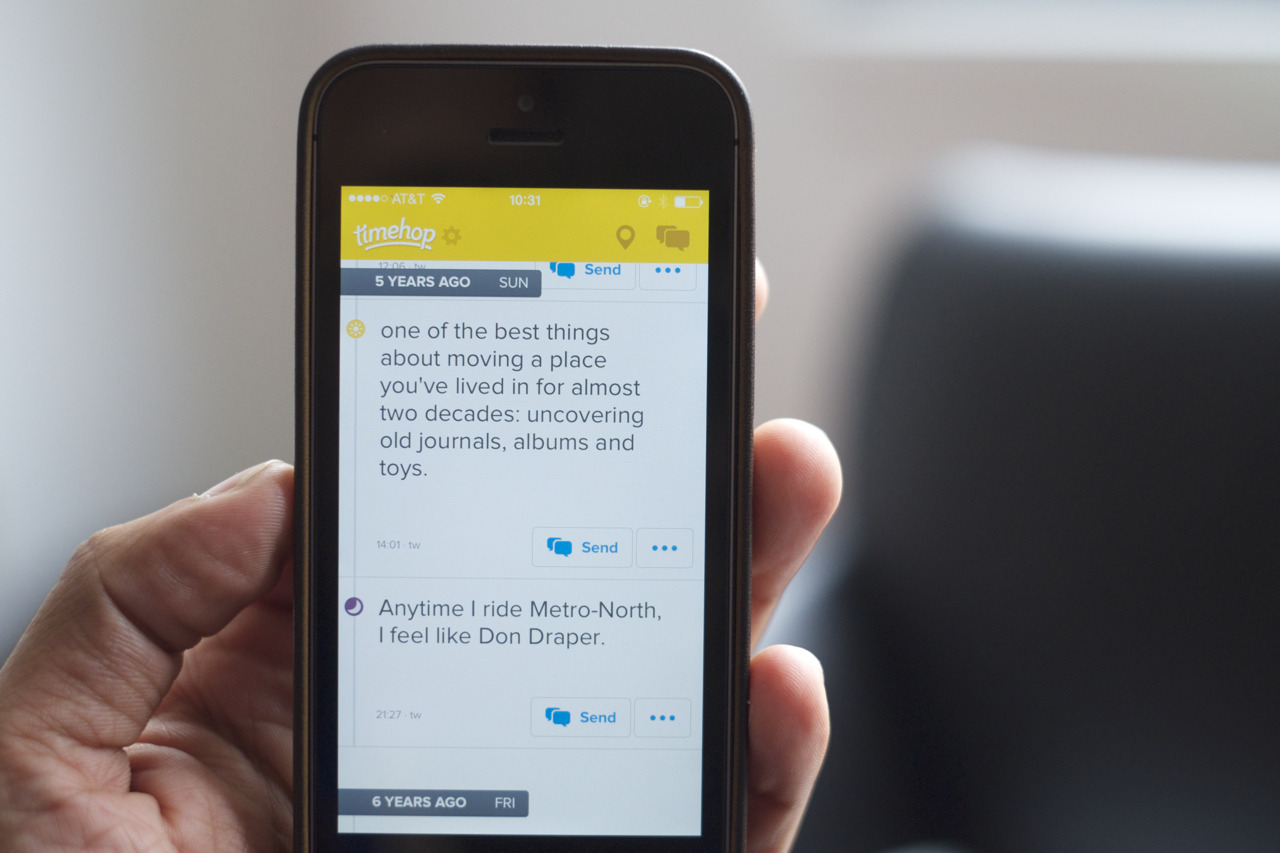 AT&T 10:31
timehop
12:06 · tw Send
5 YEARS AGO SUN
one of the best things
about moving a place
you've lived in for almost
two decades: uncovering
old journals, albums and
toys.
14:01 · tw Send
Anytime I ride Metro-North,
I feel like Don Draper.
21:27 · tw Send
6 YEARS AGO FRI